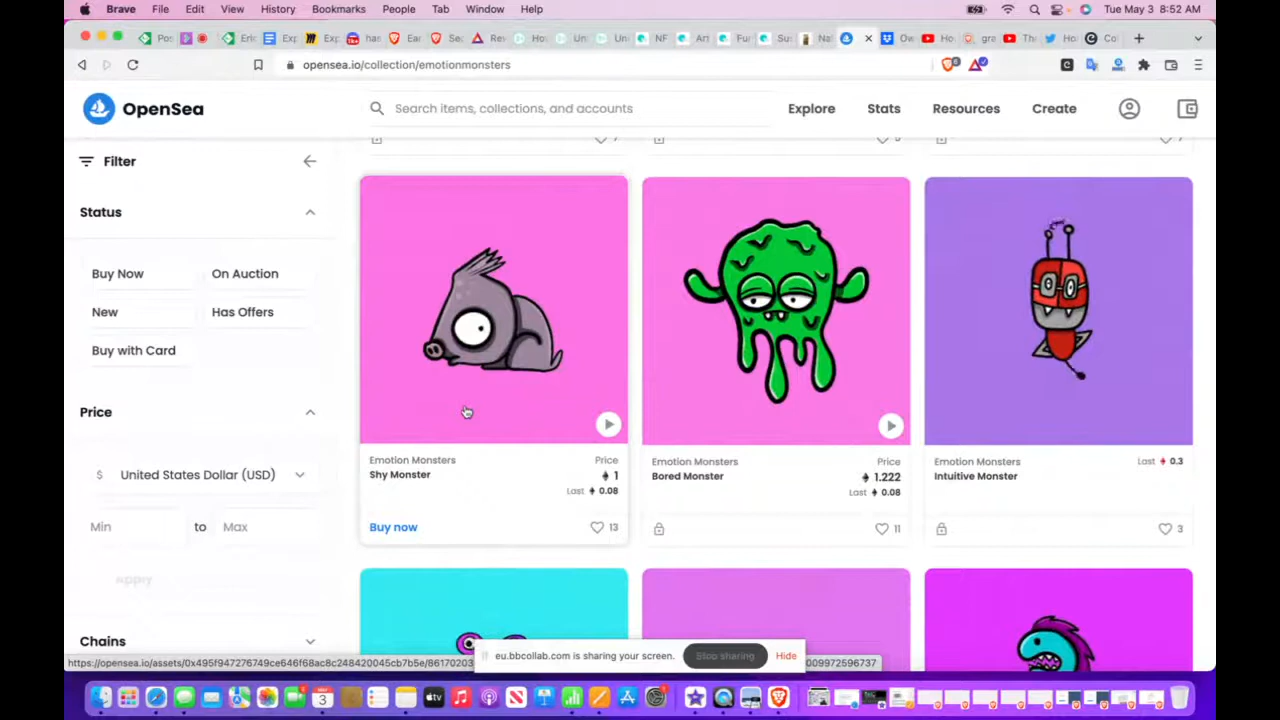 Brave File Edit View History Bookmarks People Tab Window Help Tue May 3 8:52 AM
opensea.io/collection/emotionmonsters
OpenSea Search items, collections, and accounts Explore Stats Resources Create
Filter
Status
Buy Now On Auction
New Has Offers
Buy with Card
Price
$ United States Dollar (USD)
Min to Max
Apply
Chains
Emotion Monsters Price
Shy Monster 1
Last 0.08
Buy now 13
Emotion Monsters Price
Bored Monster 1.222
Last 0.08
11
Emotion Monsters Last 0.3
Intuitive Monster
3
eu.bbcollab.com is sharing your screen. Stop sharing Hide